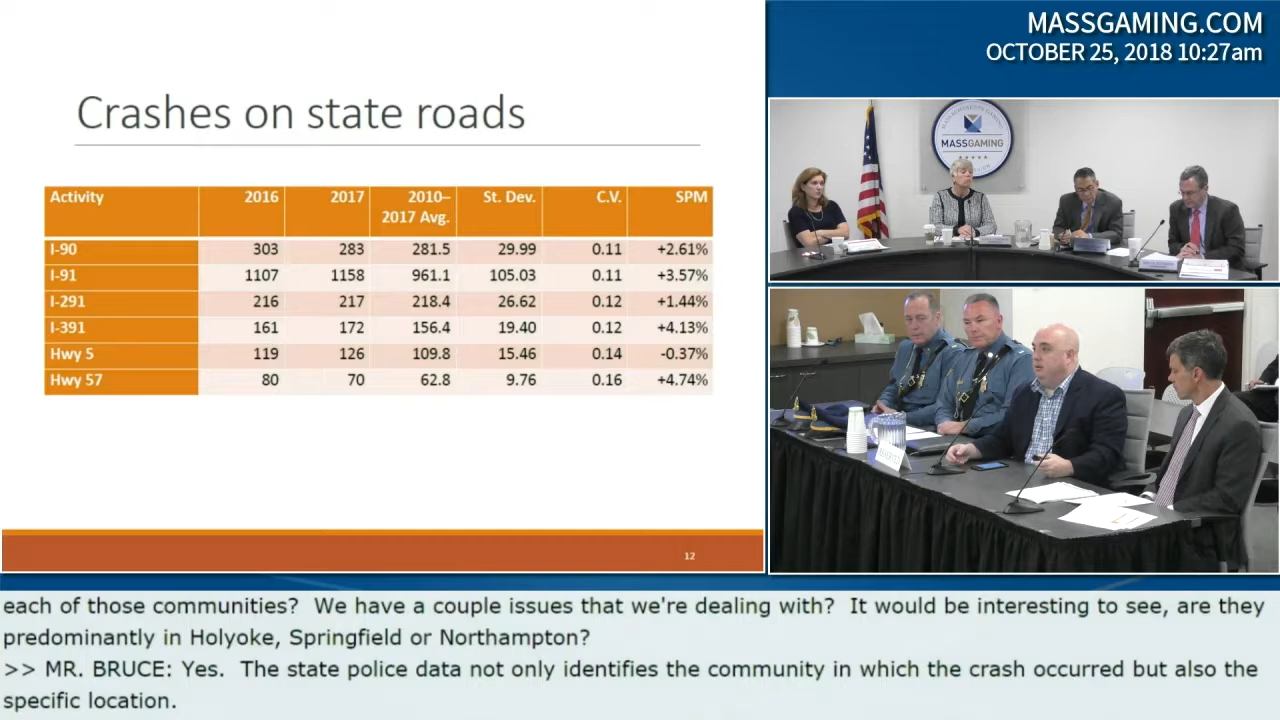 MASSGAMING.COM
OCTOBER 25, 2018 10:27am
Crashes on state roads
Activity 2016 2017 2010–2017 Avg. St. Dev. C.V. SPM
I-90 303 283 281.5 29.99 0.11 +2.61%
I-91 1107 1158 961.1 105.03 0.11 +3.57%
I-291 216 217 218.4 26.62 0.12 +1.44%
I-391 161 172 156.4 19.40 0.12 +4.13%
Hwy 5 119 126 109.8 15.46 0.14 -0.37%
Hwy 57 80 70 62.8 9.76 0.16 +4.74%
12
MASSGAMING
each of those communities? We have a couple issues that we're dealing with? It would be interesting to see, are they
predominantly in Holyoke, Springfield or Northampton?
>> MR. BRUCE: Yes. The state police data not only identifies the community in which the crash occurred but also the
specific location.